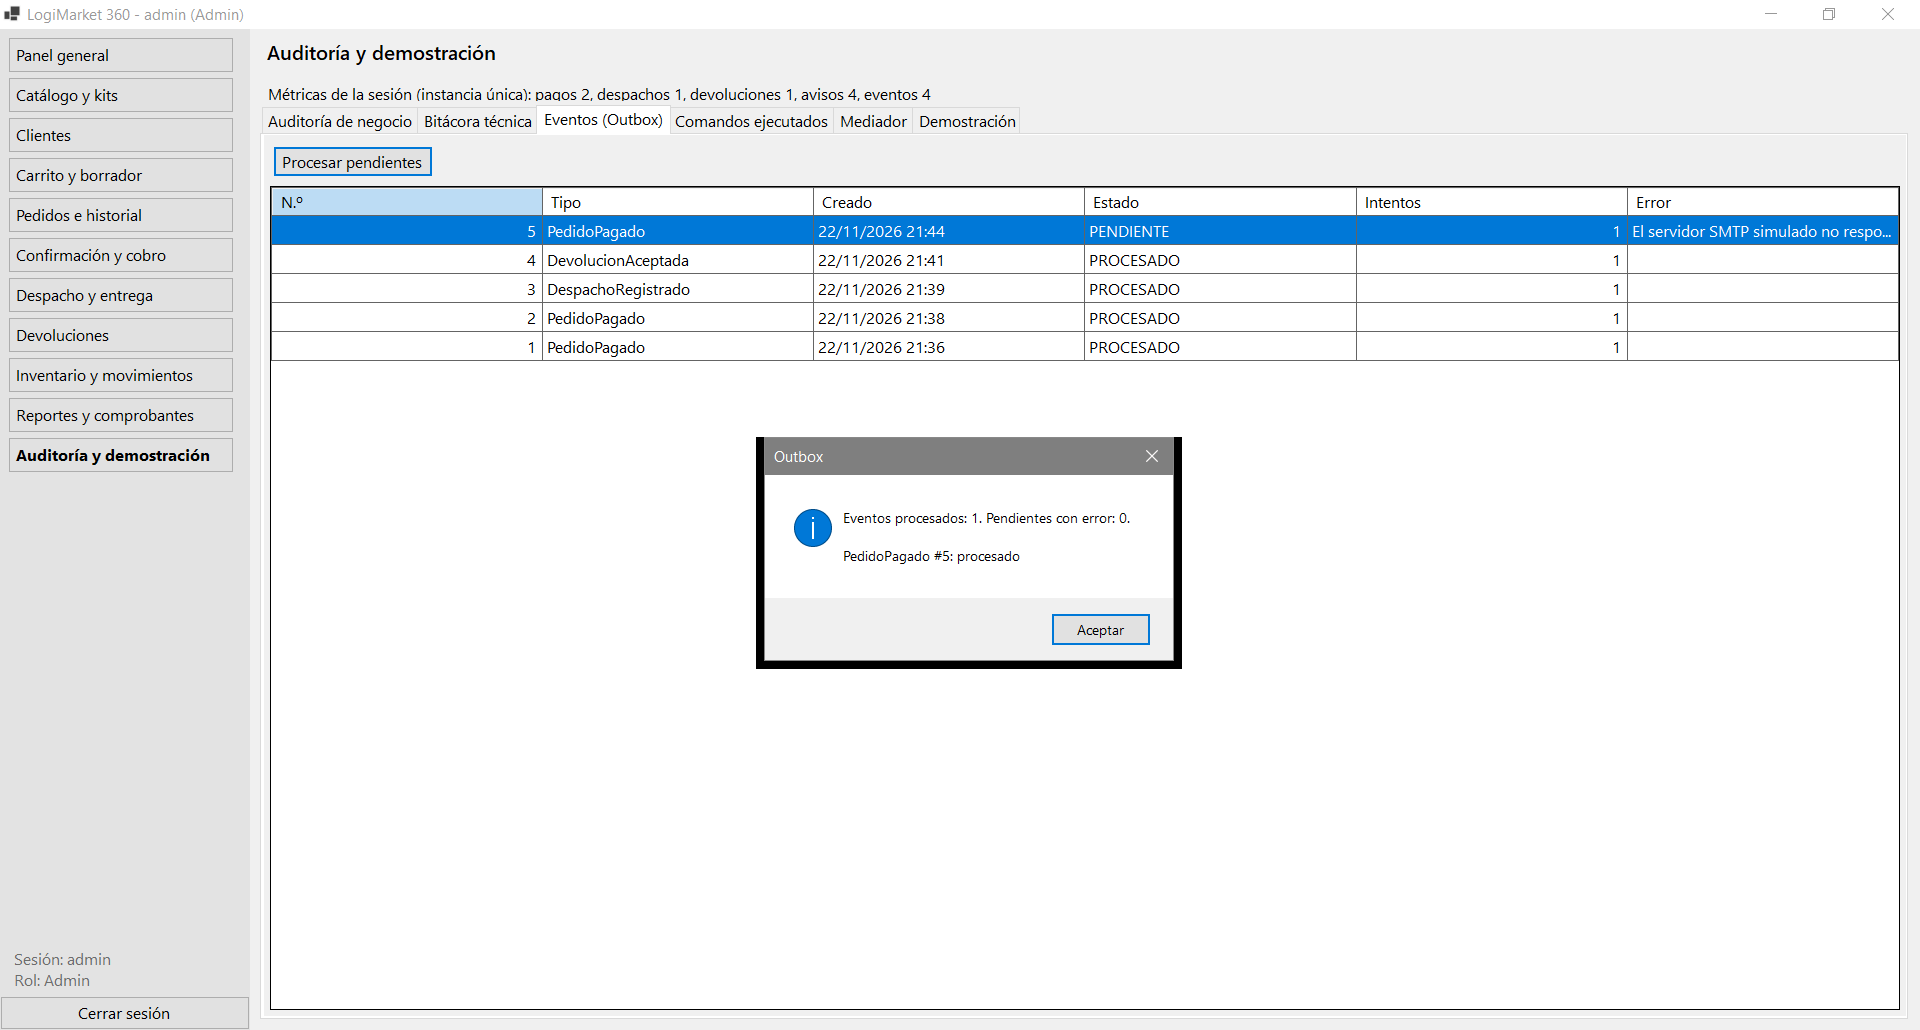 LogiMarket 360 - admin (Admin)
Panel general
Catálogo y kits
Clientes
Carrito y borrador
Pedidos e historial
Confirmación y cobro
Despacho y entrega
Devoluciones
Inventario y movimientos
Reportes y comprobantes
Auditoría y demostración
Sesión: admin
Rol: Admin
Cerrar sesión
Auditoría y demostración
Métricas de la sesión (instancia única): pagos 2, despachos 1, devoluciones 1, avisos 4, eventos 4
Auditoría de negocio Bitácora técnica Eventos (Outbox) Comandos ejecutados Mediador Demostración
Procesar pendientes
N.º Tipo Creado Estado Intentos Error
5 PedidoPagado 22/11/2026 21:44 PENDIENTE 1 El servidor SMTP simulado no respo...
4 DevolucionAceptada 22/11/2026 21:41 PROCESADO 1
3 DespachoRegistrado 22/11/2026 21:39 PROCESADO 1
2 PedidoPagado 22/11/2026 21:38 PROCESADO 1
1 PedidoPagado 22/11/2026 21:36 PROCESADO 1
Outbox
Eventos procesados: 1. Pendientes con error: 0.
PedidoPagado #5: procesado
Aceptar